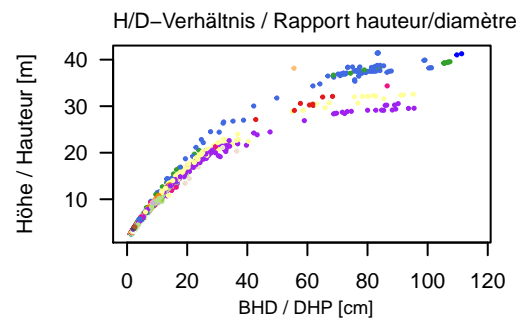 H/D−Verhältnis / Rapport hauteur/diamètre
Höhe / Hauteur [m]
40
30
20
10
0 20 40 60 80 100 120
BHD / DHP [cm]